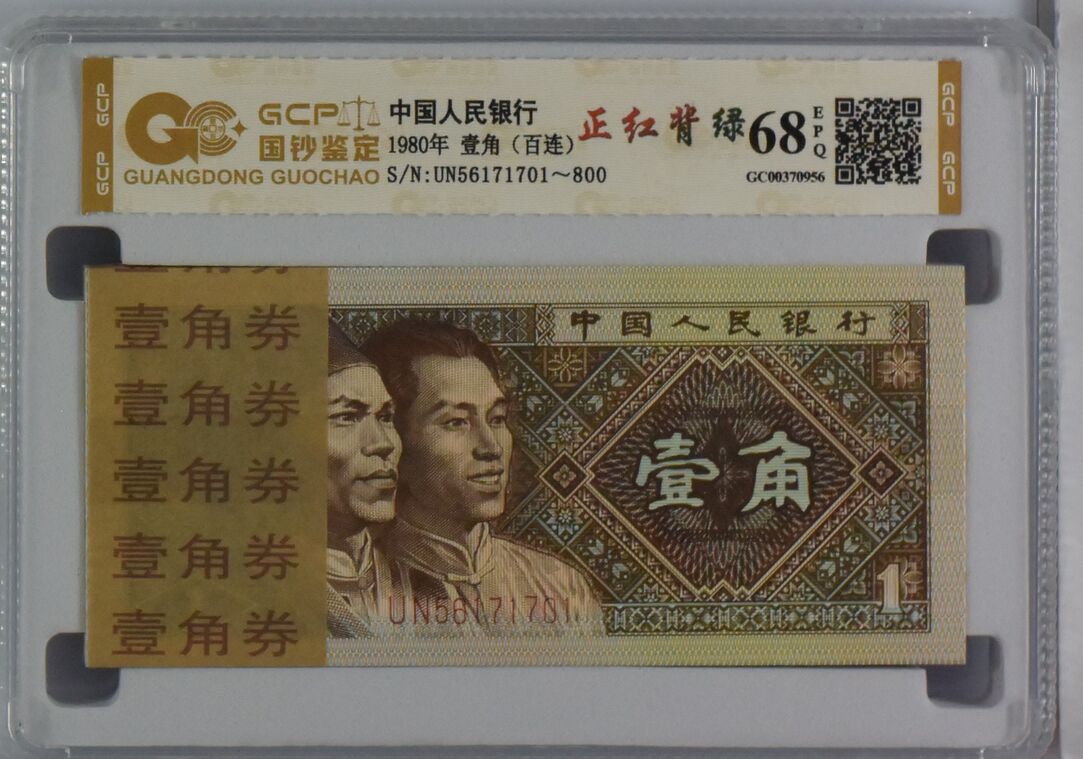 GCP
GCP
GCP
国钞鉴定
GUANGDONG GUOCHAO
中国人民银行
1980年 壹角（百连）
S/N:UN56171701～800
正红背绿
68
EPQ
GC00370956
GCP
GCP
壹角券
壹角券
壹角券
壹角券
壹角券
壹角券
中国人民银行
壹角
1
UN56171701